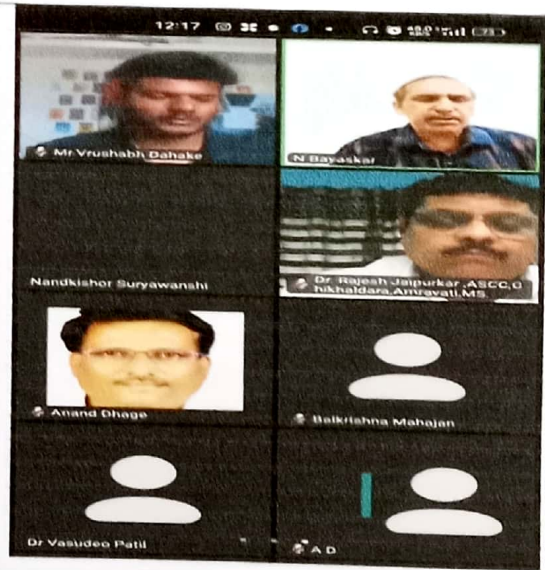 12:17
73
Mr.Vrushabh Dahake
N Bayaskar
Nandkishor Suryawanshi
Dr. Rajesh Jaipurkar ,ASCC,C
hikhaldara,Amravati,MS.
Anand Dhage
Balkrishna Mahajan
Dr Vasudeo Patil
A D